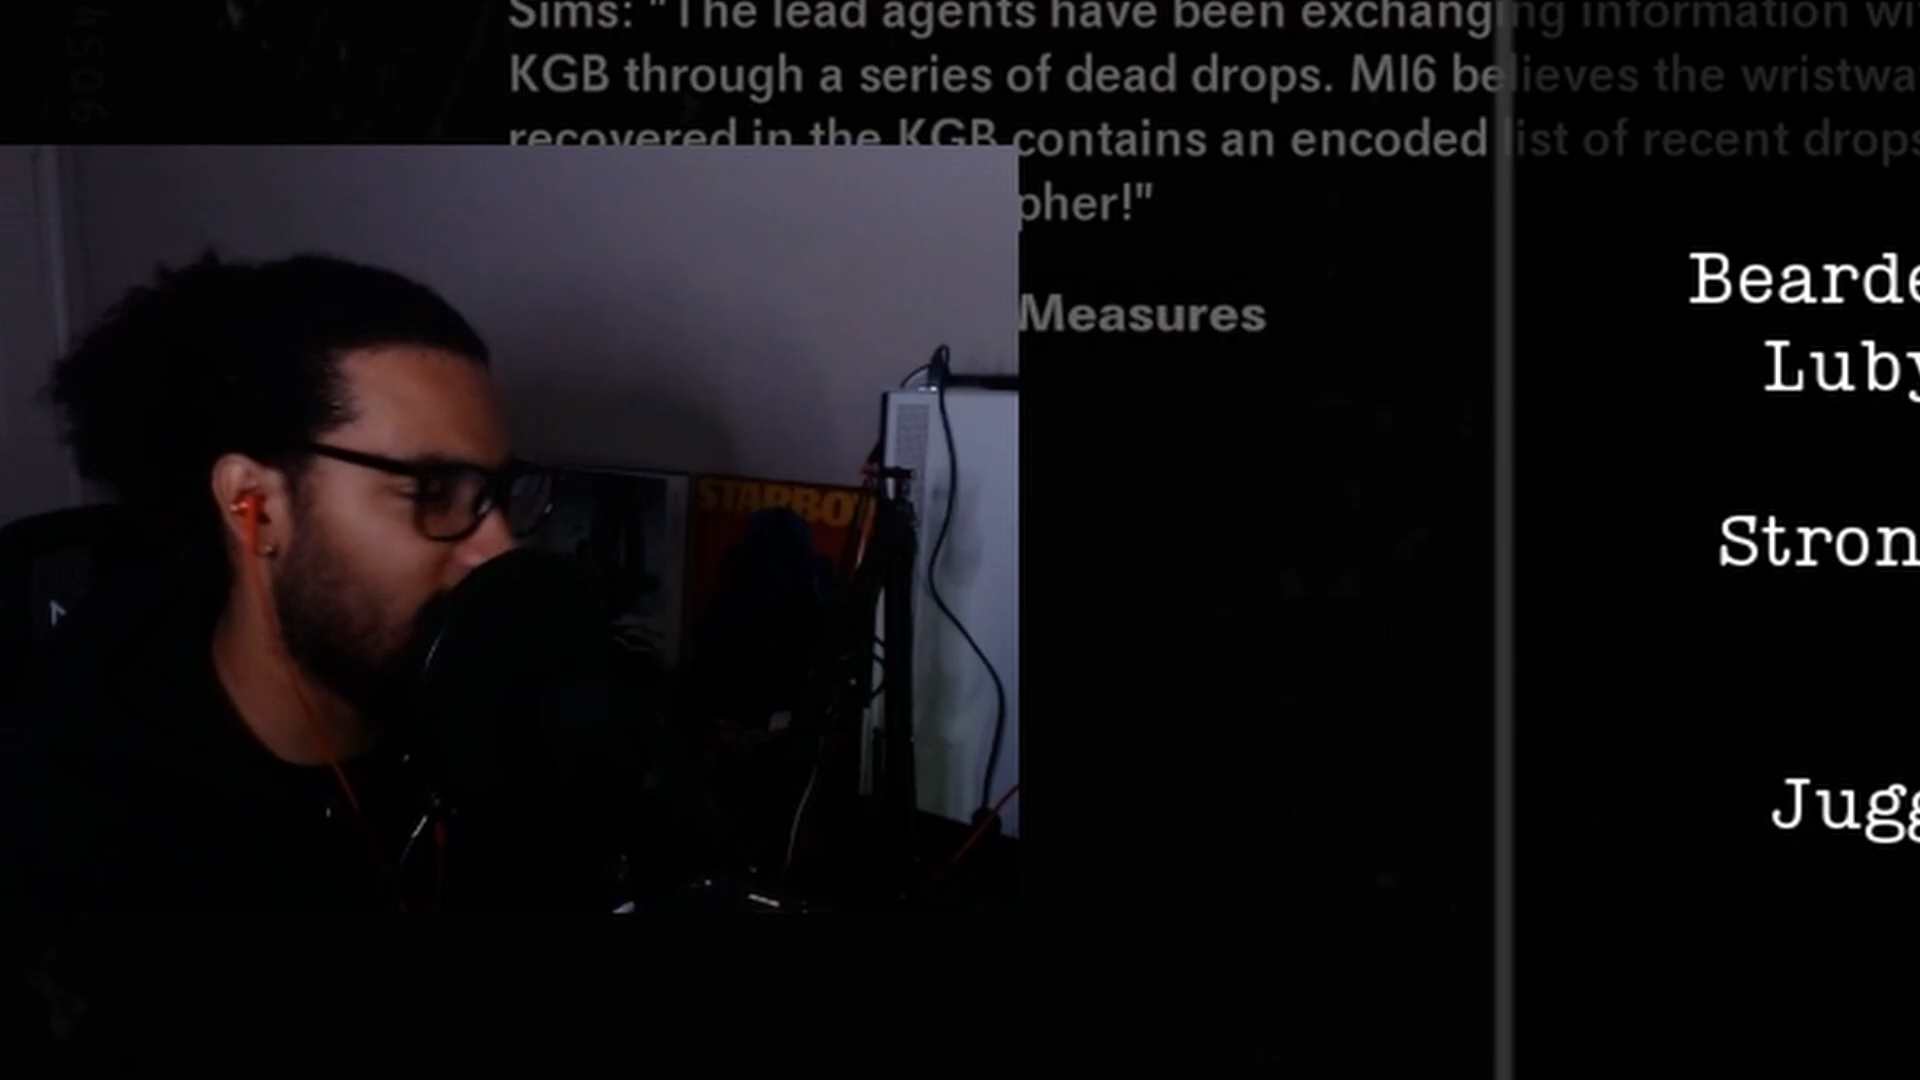 Sims: "The lead agents have been exchanging information wi
KGB through a series of dead drops. MI6 believes the wristwa
recovered in the KGB contains an encoded list of recent drops
pher!"
Measures
Bearde
Luby
Stron
Jugg
STARBOY